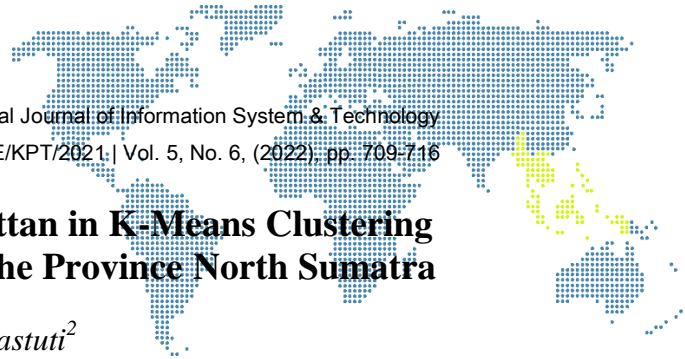 al Journal of Information System & Technology
E/KPT/2021 | Vol. 5, No. 6, (2022), pp. 709-716
ttan in K-Means Clustering
he Province North Sumatra
astuti2